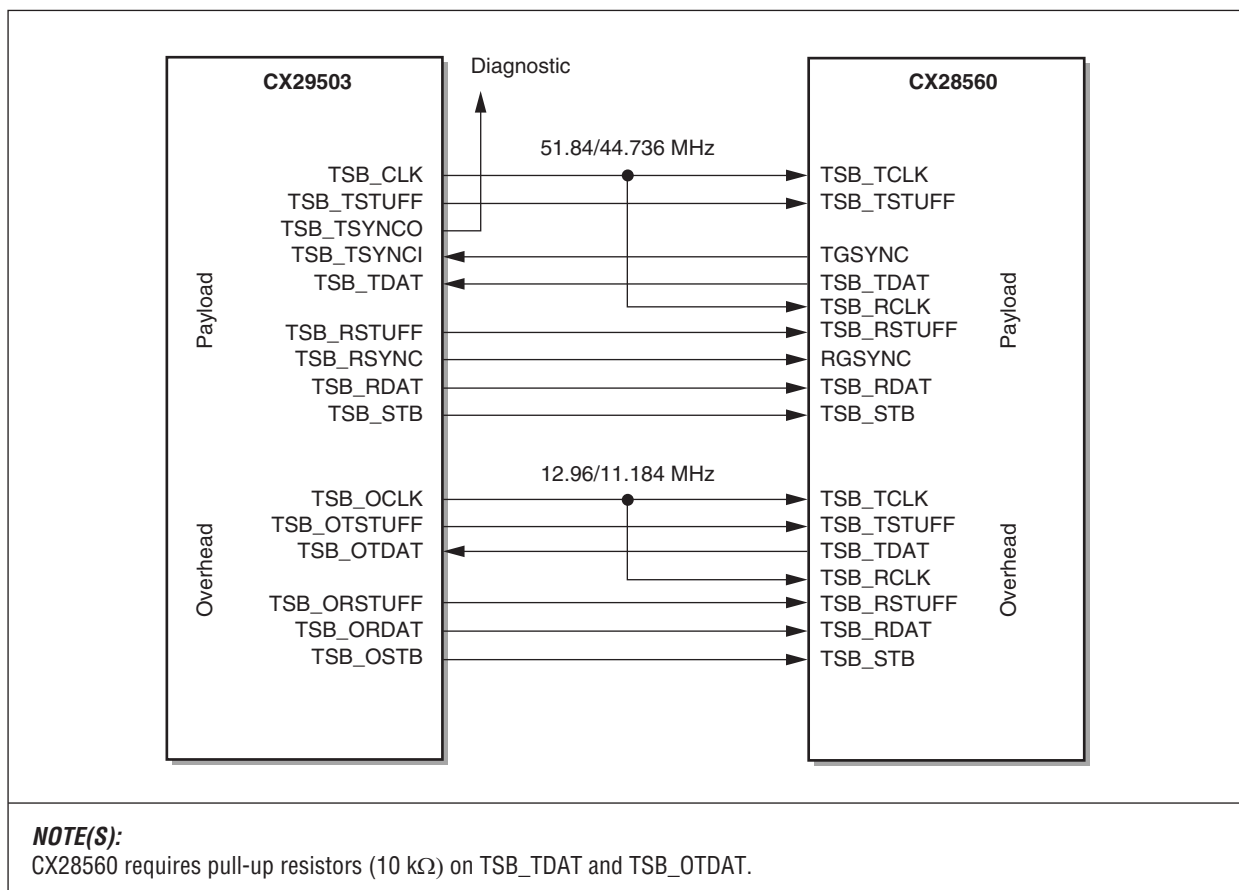 Diagnostic
CX29503
CX28560
51.84/44.736 MHz
TSB_CLK
TSB_TSTUFF
TSB_TSYNCO
TSB_TSYNCI
TSB_TDAT
TSB_RSTUFF
TSB_RSYNC
TSB_RDAT
TSB_STB
Payload
TSB_TCLK
TSB_TSTUFF
TGSYNC
TSB_TDAT
TSB_RCLK
TSB_RSTUFF
RGSYNC
TSB_RDAT
TSB_STB
Payload
12.96/11.184 MHz
TSB_OCLK
TSB_OTSTUFF
TSB_OTDAT
TSB_ORSTUFF
TSB_ORDAT
TSB_OSTB
Overhead
TSB_TCLK
TSB_TSTUFF
TSB_TDAT
TSB_RCLK
TSB_RSTUFF
TSB_RDAT
TSB_STB
Overhead
NOTE(S):
CX28560 requires pull-up resistors (10 kΩ) on TSB_TDAT and TSB_OTDAT.